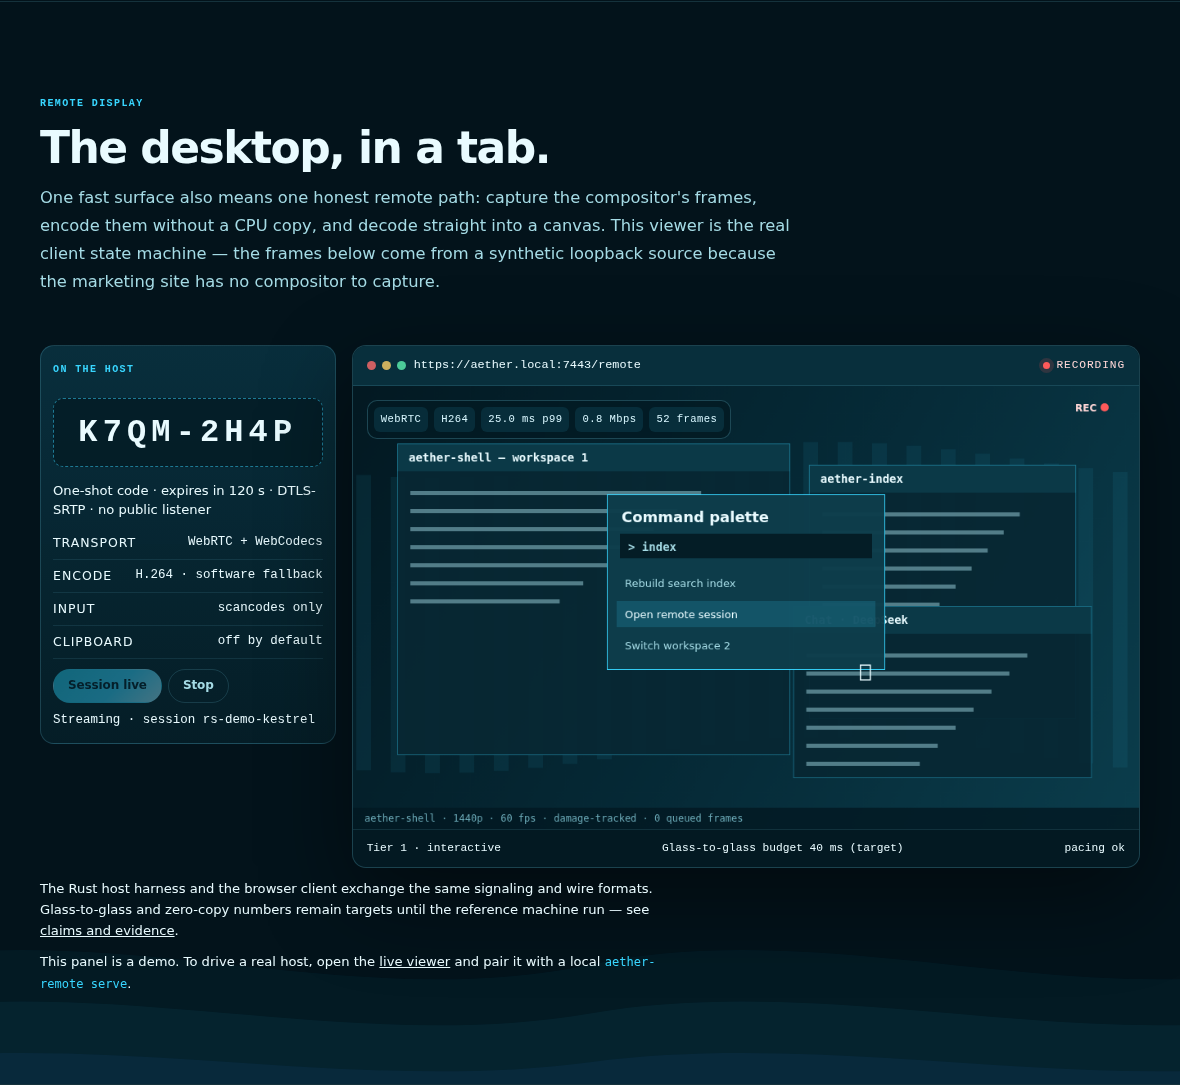 REMOTE DISPLAY
The desktop, in a tab.
One fast surface also means one honest remote path: capture the compositor's frames,
encode them without a CPU copy, and decode straight into a canvas. This viewer is the real
client state machine — the frames below come from a synthetic loopback source because
the marketing site has no compositor to capture.
ON THE HOST
K7QM-2H4P
One-shot code · expires in 120 s · DTLS-
SRTP · no public listener
TRANSPORT WebRTC + WebCodecs
ENCODE H.264 · software fallback
INPUT scancodes only
CLIPBOARD off by default
Session live Stop
Streaming · session rs-demo-kestrel
https://aether.local:7443/remote RECORDING
WebRTC H264 25.0 ms p99 0.8 Mbps 52 frames
REC
aether-shell — workspace 1
aether-index
Command palette
> index
Rebuild search index
Open remote session
Switch workspace 2
Seek
aether-shell · 1440p · 60 fps · damage-tracked · 0 queued frames
Tier 1 · interactive Glass-to-glass budget 40 ms (target) pacing ok
The Rust host harness and the browser client exchange the same signaling and wire formats.
Glass-to-glass and zero-copy numbers remain targets until the reference machine run — see
claims and evidence.
This panel is a demo. To drive a real host, open the live viewer and pair it with a local aether-
remote serve.